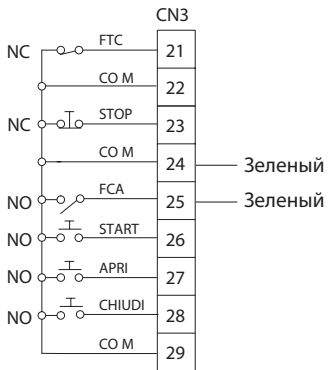 CN3
NC FTC 21
CO M 22
NC STOP 23
CO M 24 Зеленый
NO FCA 25 Зеленый
NO START 26
NO APRI 27
NO CHIUDI 28
CO M 29